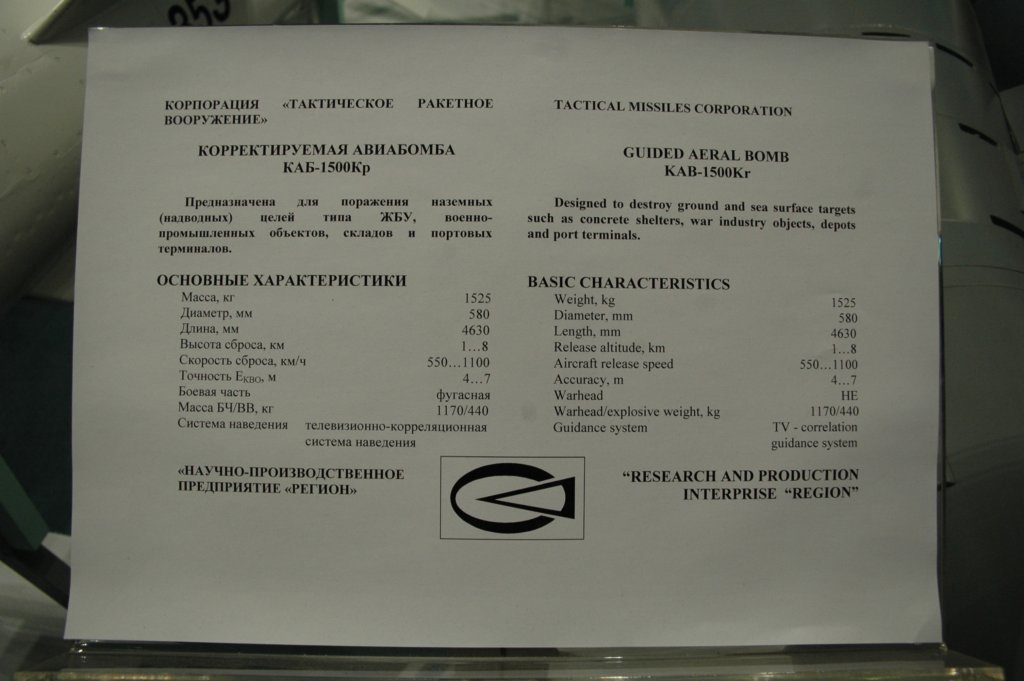 953
КОРПОРАЦИЯ «ТАКТИЧЕСКОЕ РАКЕТНОЕ
ВООРУЖЕНИЕ»
КОРРЕКТИРУЕМАЯ АВИАБОМБА
КАБ-1500Кр
Предназначена для поражения наземных
(надводных) целей типа ЖБУ, военно-
промышленных объектов, складов и портовых
терминалов.
ОСНОВНЫЕ ХАРАКТЕРИСТИКИ
Масса, кг 1525
Диаметр, мм 580
Длина, мм 4630
Высота сброса, км 1…8
Скорость сброса, км/ч 550…1100
Точность Eкво, м 4…7
Боевая часть фугасная
Масса БЧ/ВВ, кг 1170/440
Система наведения телевизионно-корреляционная
система наведения
«НАУЧНО-ПРОИЗВОДСТВЕННОЕ
ПРЕДПРИЯТИЕ «РЕГИОН»
TACTICAL MISSILES CORPORATION
GUIDED AERAL BOMB
KAB-1500Kr
Designed to destroy ground and sea surface targets
such as concrete shelters, war industry objects, depots
and port terminals.
BASIC CHARACTERISTICS
Weight, kg 1525
Diameter, mm 580
Length, mm 4630
Release altitude, km 1…8
Aircraft release speed 550…1100
Accuracy, m 4…7
Warhead HE
Warhead/explosive weight, kg 1170/440
Guidance system TV - correlation
guidance system
“RESEARCH AND PRODUCTION
INTERPRISE “REGION”